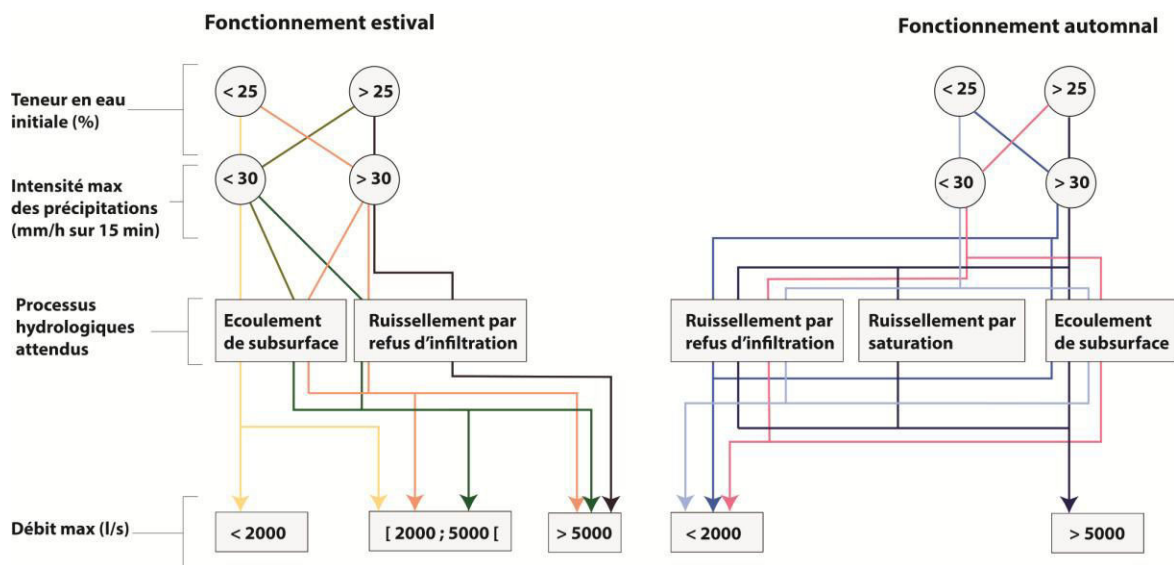 Fonctionnement estival
Fonctionnement automnal
Teneur en eau
initiale (%)
< 25
> 25
< 25
> 25
Intensité max
des précipitations
(mm/h sur 15 min)
< 30
> 30
< 30
> 30
Processus
hydrologiques
attendus
Ecoulement
de subsurface
Ruissellement par
refus d'infiltration
Ruissellement par
refus d'infiltration
Ruissellement par
saturation
Ecoulement
de subsurface
Débit max (l/s)
< 2000
[ 2000 ; 5000 [
> 5000
< 2000
> 5000